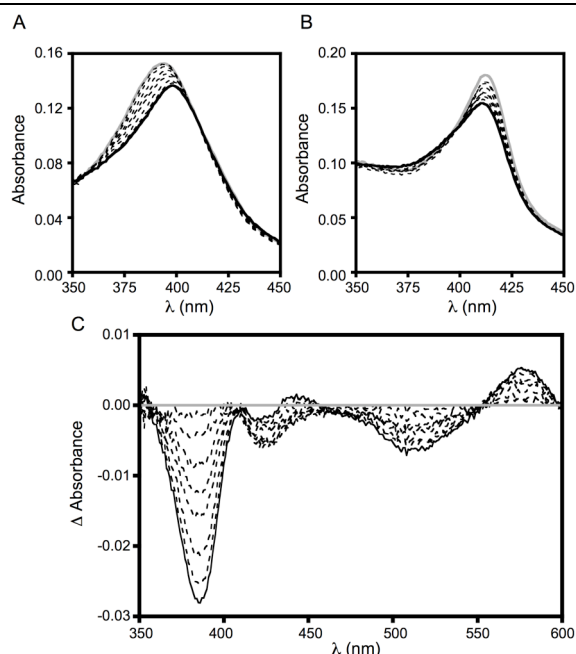 A
B
0.16
0.12
0.08
0.04
0.00
Absorbance
350 375 400 425 450
λ (nm)
0.20
0.15
0.10
0.05
0.00
Absorbance
350 375 400 425 450
λ (nm)
C
0.01
0.00
-0.01
-0.02
-0.03
Δ Absorbance
350 400 450 500 550 600
λ (nm)